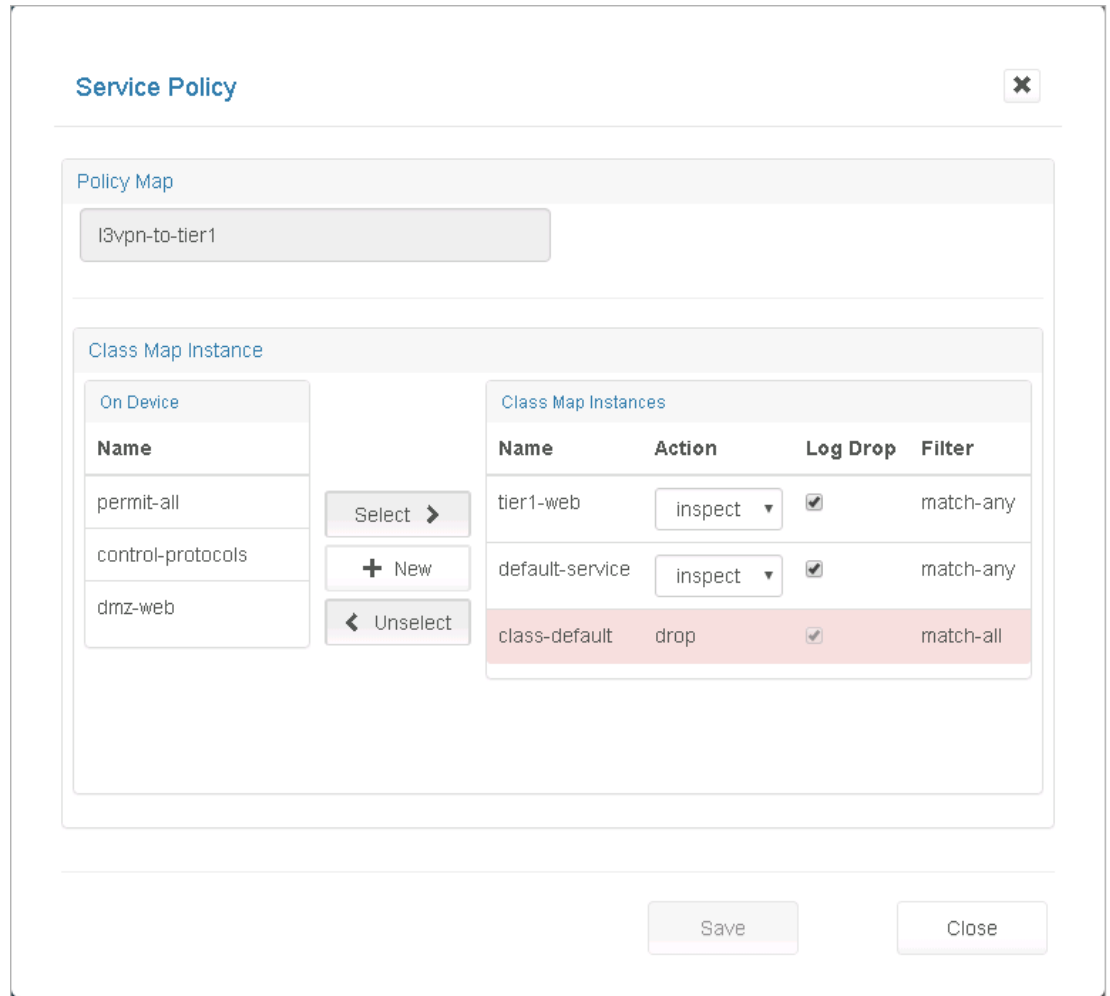 Service Policy
Policy Map
l3vpn-to-tier1
Class Map Instance
On Device
Name
permit-all
control-protocols
dmz-web
Select
New
Unselect
Class Map Instances
Name Action Log Drop Filter
tier1-web inspect match-any
default-service inspect match-any
class-default drop match-all
Save Close